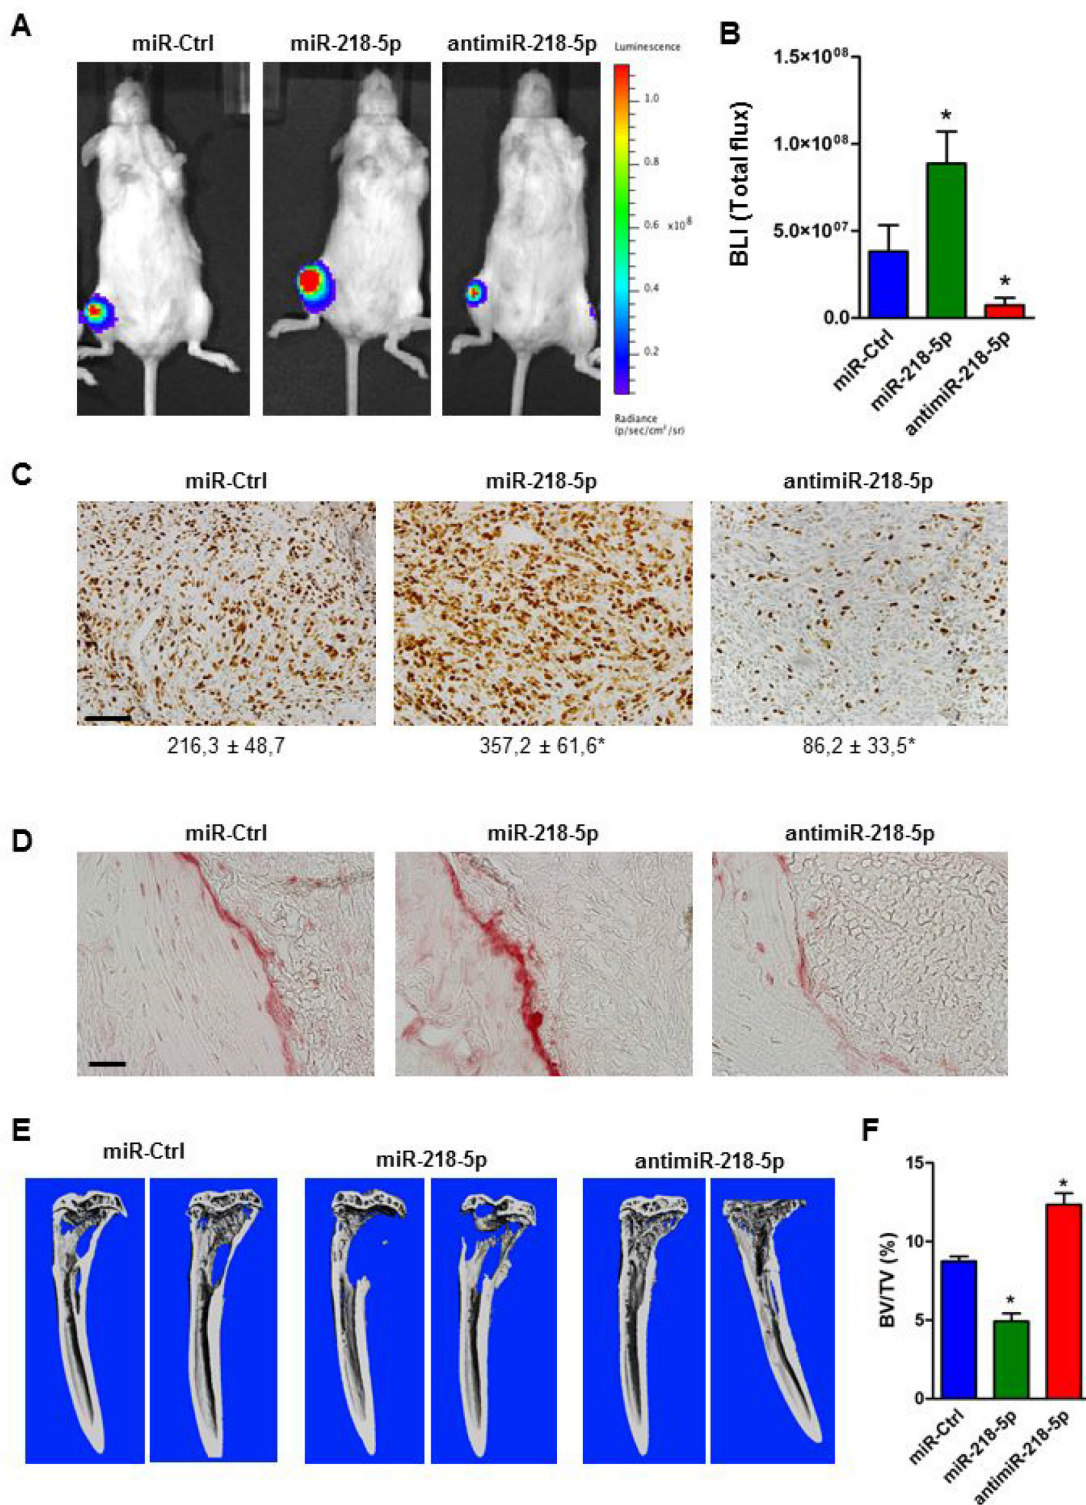 A
miR-Ctrl
miR-218-5p
antimiR-218-5p
Luminescence
1.0
0.8
0.6
x10⁸
0.4
0.2
Radiance
(p/sec/cm²/sr)
B
BLI (Total flux)
1.5×10⁰⁸
1.0×10⁰⁸
5.0×10⁰⁷
0.0
*
*
miR-Ctrl
miR-218-5p
antimiR-218-5p
C
miR-Ctrl
miR-218-5p
antimiR-218-5p
216,3 ± 48,7
357,2 ± 61,6*
86,2 ± 33,5*
D
miR-Ctrl
miR-218-5p
antimiR-218-5p
E
miR-Ctrl
miR-218-5p
antimiR-218-5p
F
BV/TV (%)
15
10
5
0
*
*
miR-Ctrl
miR-218-5p
antimiR-218-5p